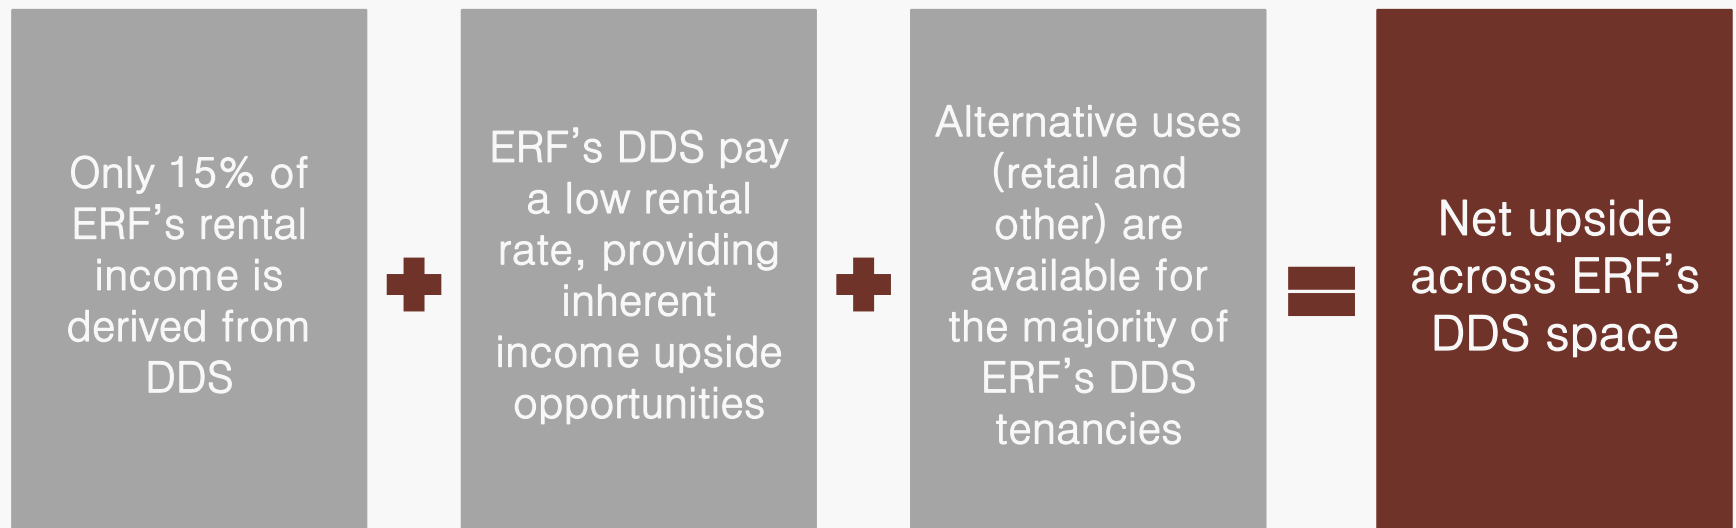 Only 15% of
ERF's rental
income is
derived from
DDS
ERF's DDS pay
a low rental
rate, providing
inherent
income upside
opportunities
Alternative uses
(retail and
other) are
available for
the majority of
ERF's DDS
tenancies
Net upside
across ERF's
DDS space